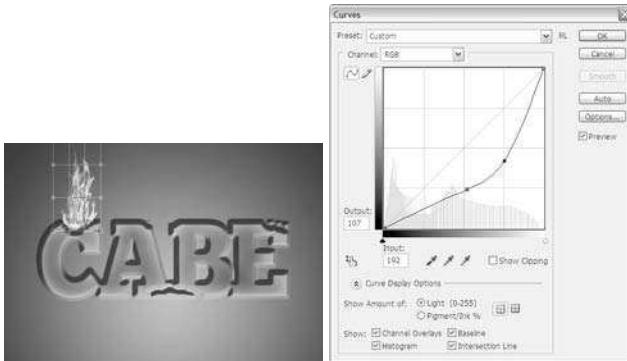 CABE
Curves
Preset: Custom
OK
Channel: RGB
Cancel
Smooth
Auto
Options...
Preview
Output:
107
Input:
192
Show Clipping
Curve Display Options
Show Amount of: Light (0-255)
Pigment/Ink %
Show: Channel Overlays Baseline
Histogram Intersection Line